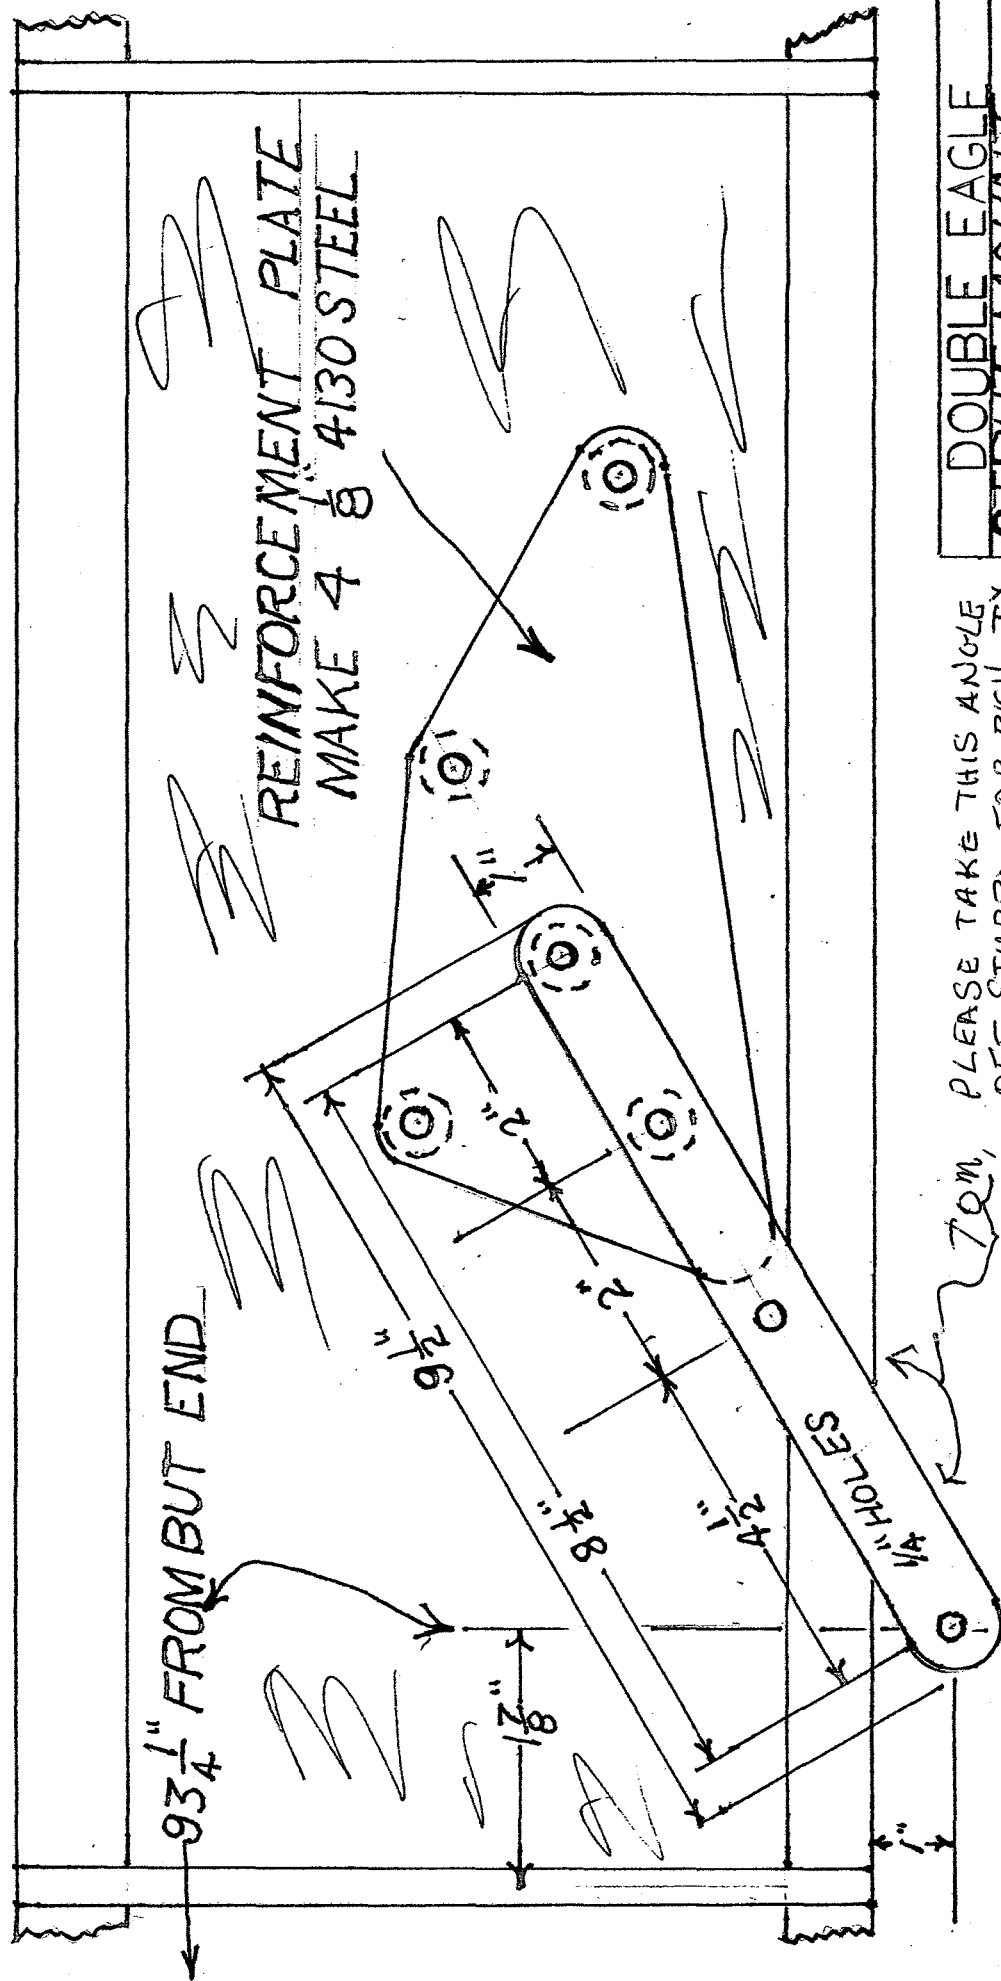 REINFORCEMENT PLATE
MAKE 4 1/8" 4130 STEEL
93 1/4" FROM BUT END
1"
2"
2"
4 1/2"
9 1/2"
8 1/2"
1/4" HOLES
1 7/8"
1"
TOM, PLEASE TAKE THIS ANGLE
DOUBLE EAGLE